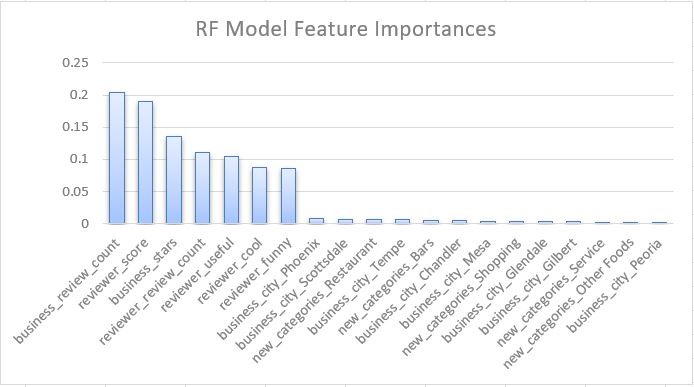 RF Model Feature Importances
0.25
0.2
0.15
0.1
0.05
0
business_review_count
reviewer_score
business_stars
reviewer_review_count
reviewer_useful
reviewer_cool
reviewer_funny
business_city_Phoenix
business_city_Scottsdale
new_categories_Restaurant
business_city_Tempe
new_categories_Bars
business_city_Chandler
business_city_Mesa
new_categories_Shopping
business_city_Glendale
business_city_Gilbert
new_categories_Service
new_categories_Other Foods
business_city_Peoria